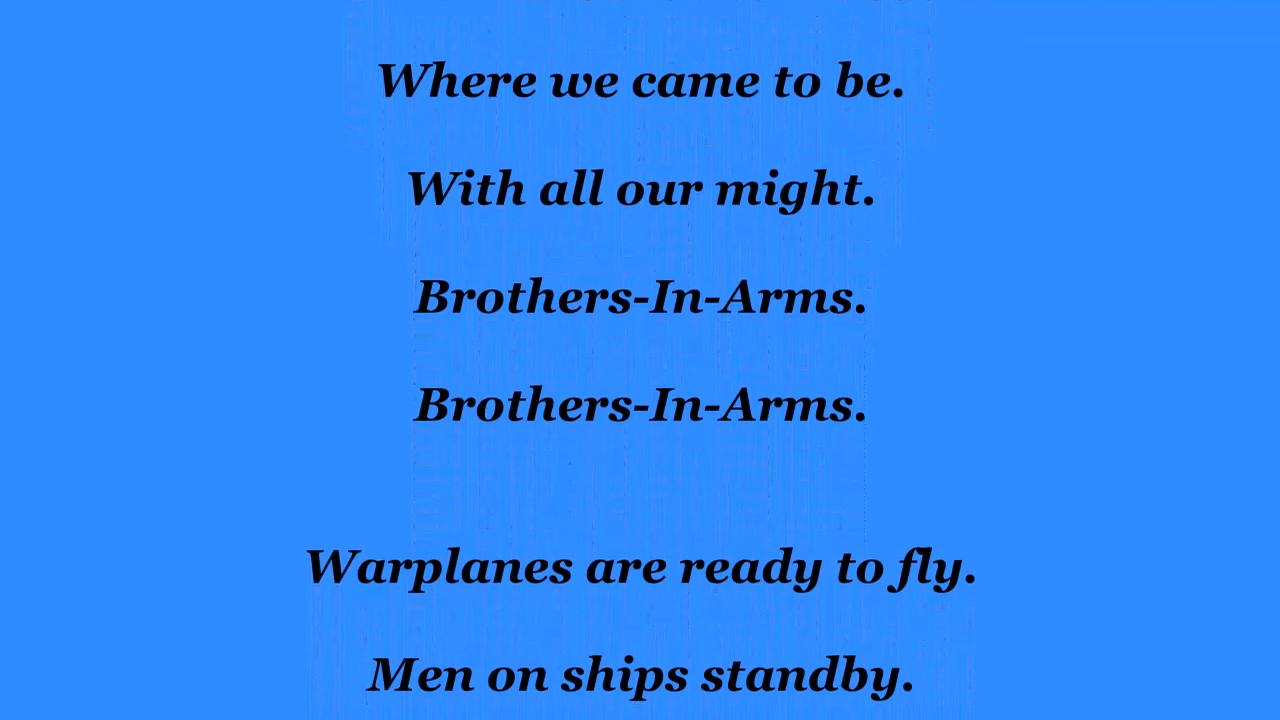 Where we came to be.
With all our might.
Brothers-In-Arms.
Brothers-In-Arms.
Warplanes are ready to fly.
Men on ships standby.